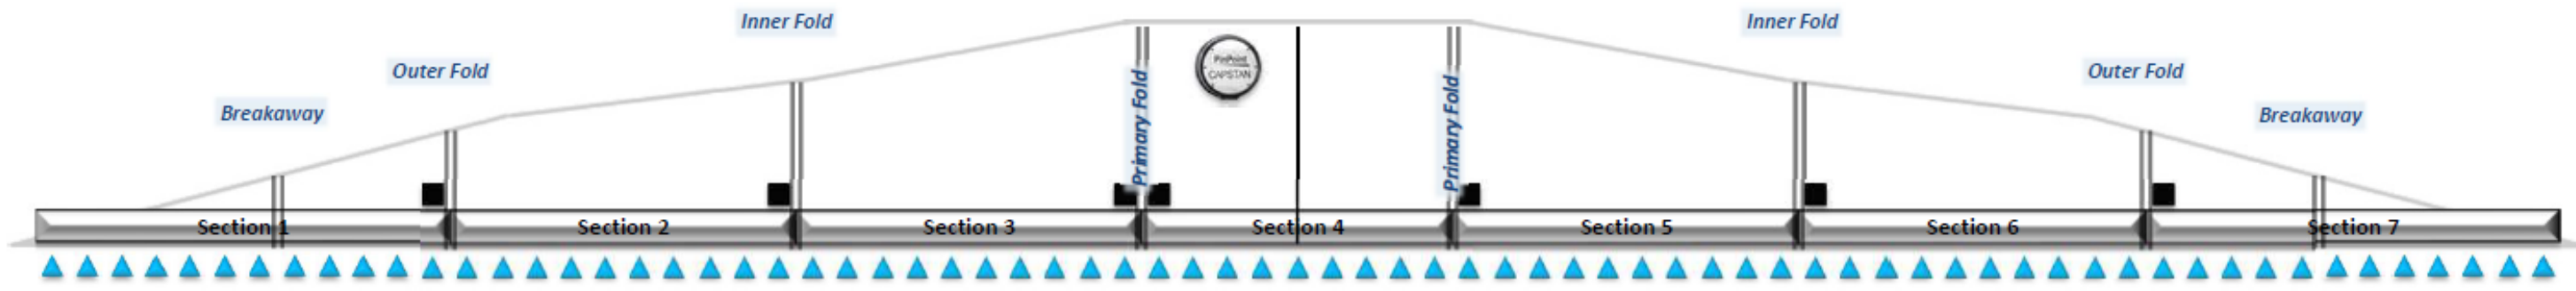 Inner Fold
Inner Fold
Outer Fold
Outer Fold
Breakaway
Breakaway
Primary Fold
PinPoint
CAPSTAN
Primary Fold
Section 1
Section 2
Section 3
Section 4
Section 5
Section 6
Section 7